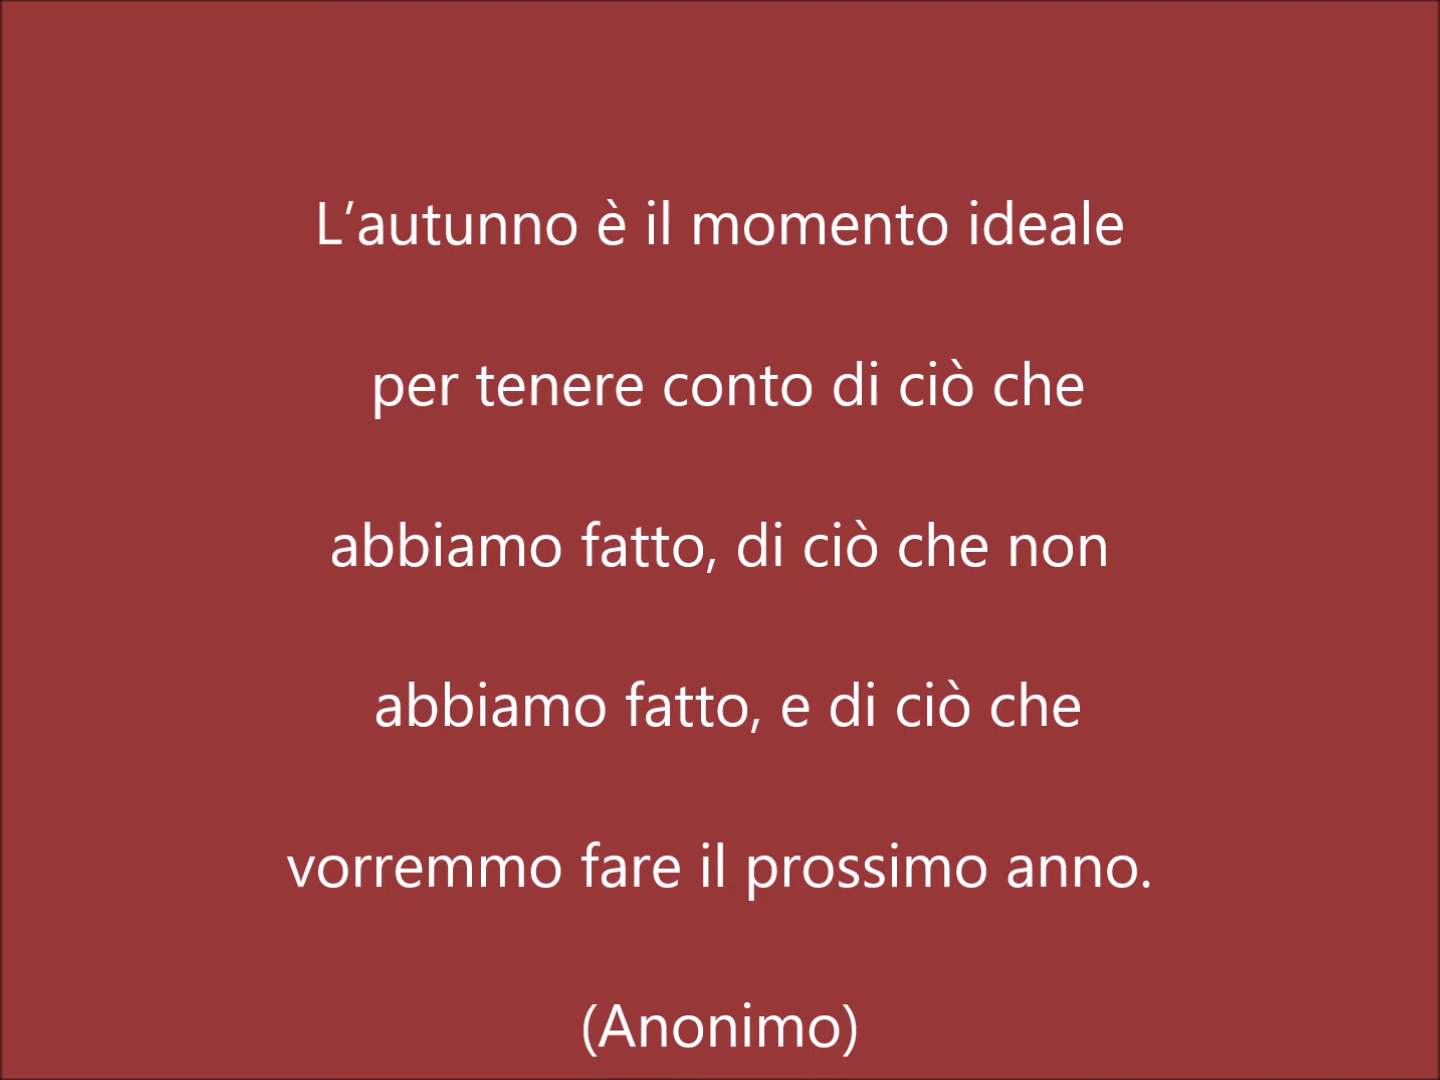 L’autunno è il momento ideale
per tenere conto di ciò che
abbiamo fatto, di ciò che non
abbiamo fatto, e di ciò che
vorremmo fare il prossimo anno.
(Anonimo)